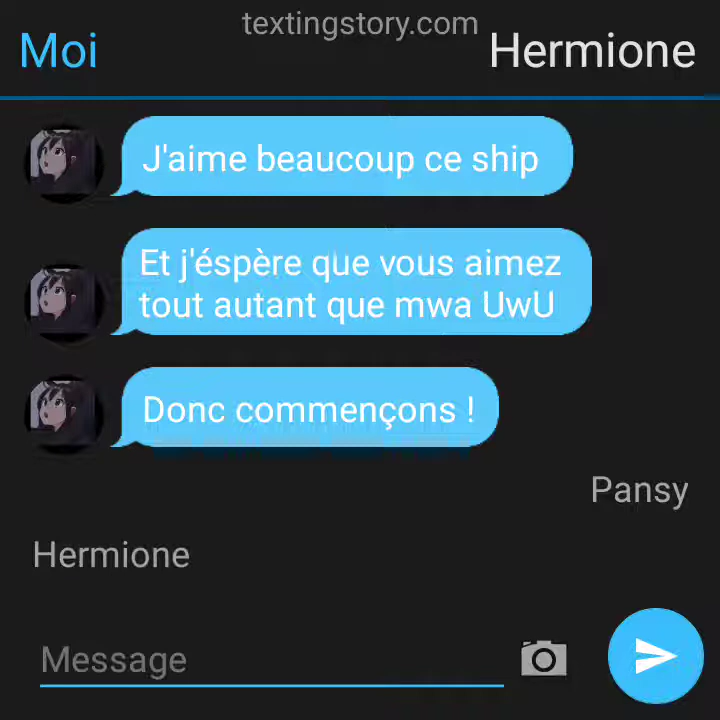 textingstory.com
Moi
Hermione
J'aime beaucoup ce ship
Et j'éspère que vous aimez
tout autant que mwa UwU
Donc commençons !
Pansy
Hermione
Message